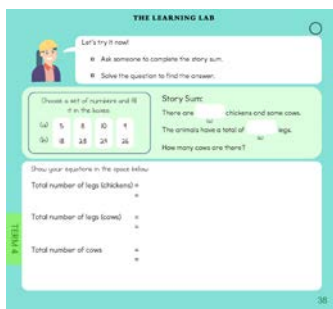 THE LEARNING LAB
Let's try it now!
Ask someone to complete the story sum.
Solve the question to find the answer.
Choose a set of numbers and fill
it in the boxes.
(a) 5 8 10 9
(b) 18 28 24 26
Story Sum:
There are chickens and some cows.
(a)
The animals have a total of legs.
(b)
How many cows are there?
Show your equations in the space below
Total number of legs (chickens) =
=
Total number of legs (cows) =
=
Total number of cows =
=
TERM 4
38